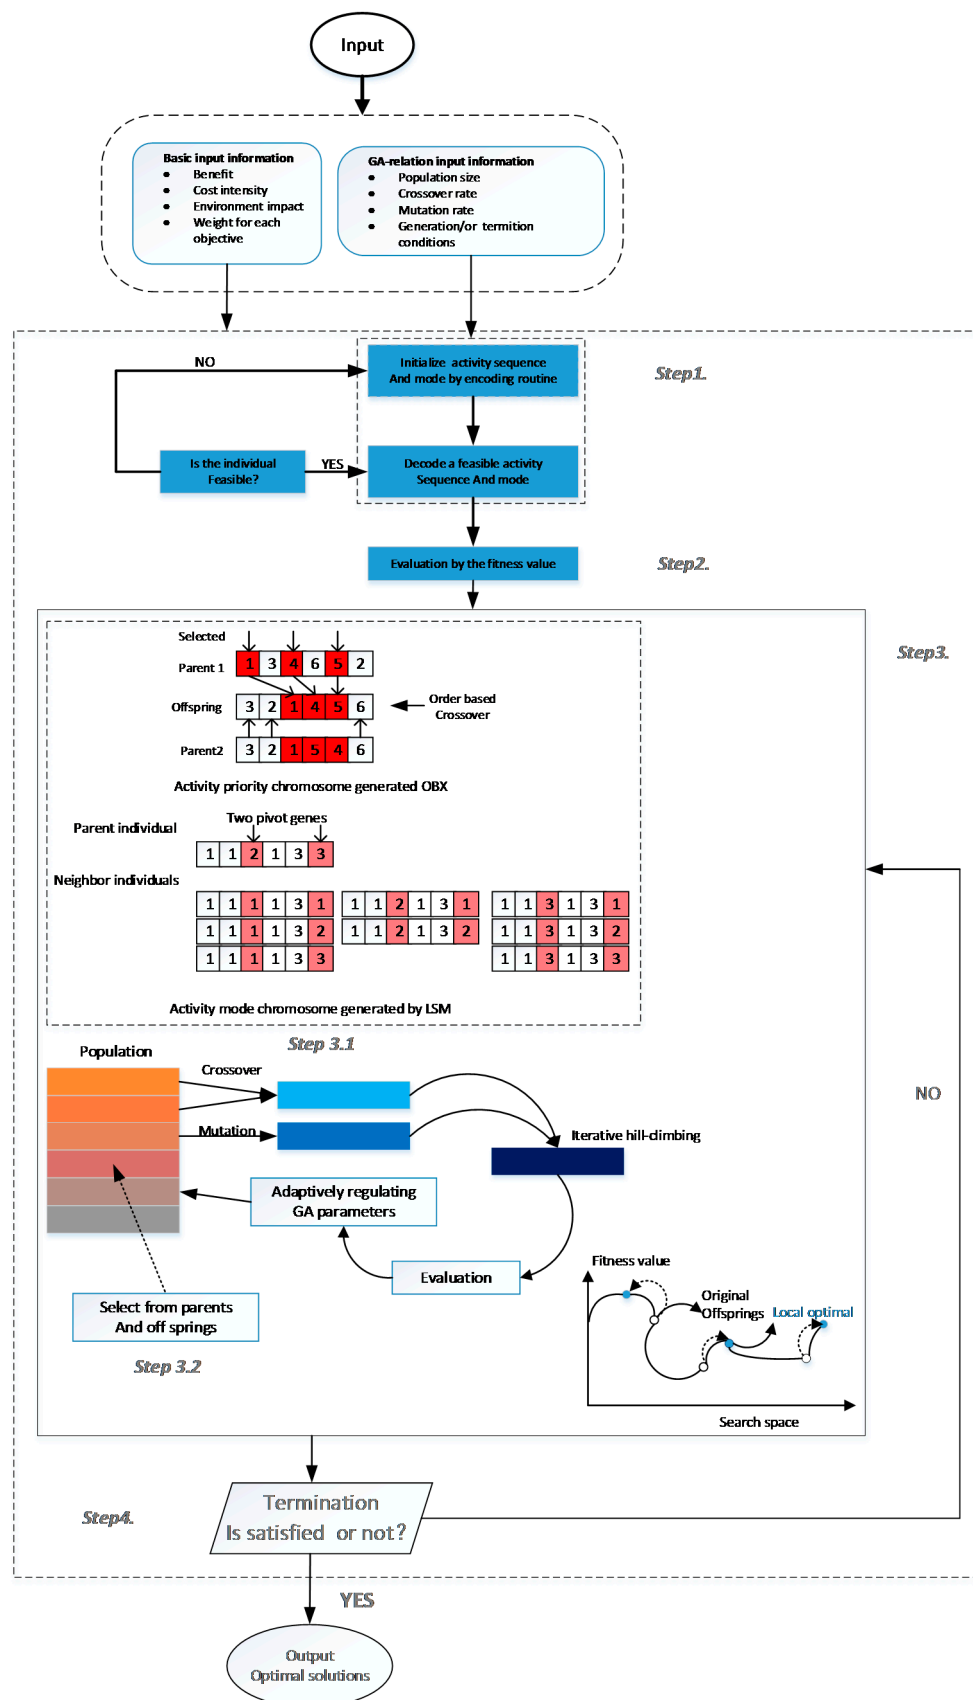 Input
Basic input information
● Benefit
● Cost intensity
● Environment impact
● Weight for each
objective
GA-relation input information
● Population size
● Crossover rate
● Mutation rate
● Generation/or termition
conditions
NO
Initialize activity sequence
And mode by encoding routine
Step1.
Is the individual
Feasible?
YES
Decode a feasible activity
Sequence And mode
Evaluation by the fitness value
Step2.
Step3.
Selected
Parent 1
1 3 4 6 5 2
Offspring
3 2 1 4 5 6
Order based
Crossover
Parent2
3 2 1 5 4 6
Activity priority chromosome generated OBX
Two pivot genes
Parent individual
1 1 2 1 3 3
Neighbor individuals
1 1 1 1 3 1
1 1 2 1 3 1
1 1 3 1 3 1
1 1 1 1 3 2
1 1 2 1 3 2
1 1 3 1 3 2
1 1 1 1 3 3
1 1 3 1 3 3
Activity mode chromosome generated by LSM
Step 3.1
Population
Crossover
Mutation
Iterative hill-climbing
Adaptively regulating
GA parameters
Evaluation
Select from parents
And off springs
Step 3.2
Fitness value
Original
Offsprings
Local optimal
Search space
NO
Termination
Is satisfied or not?
Step4.
YES
Output
Optimal solutions